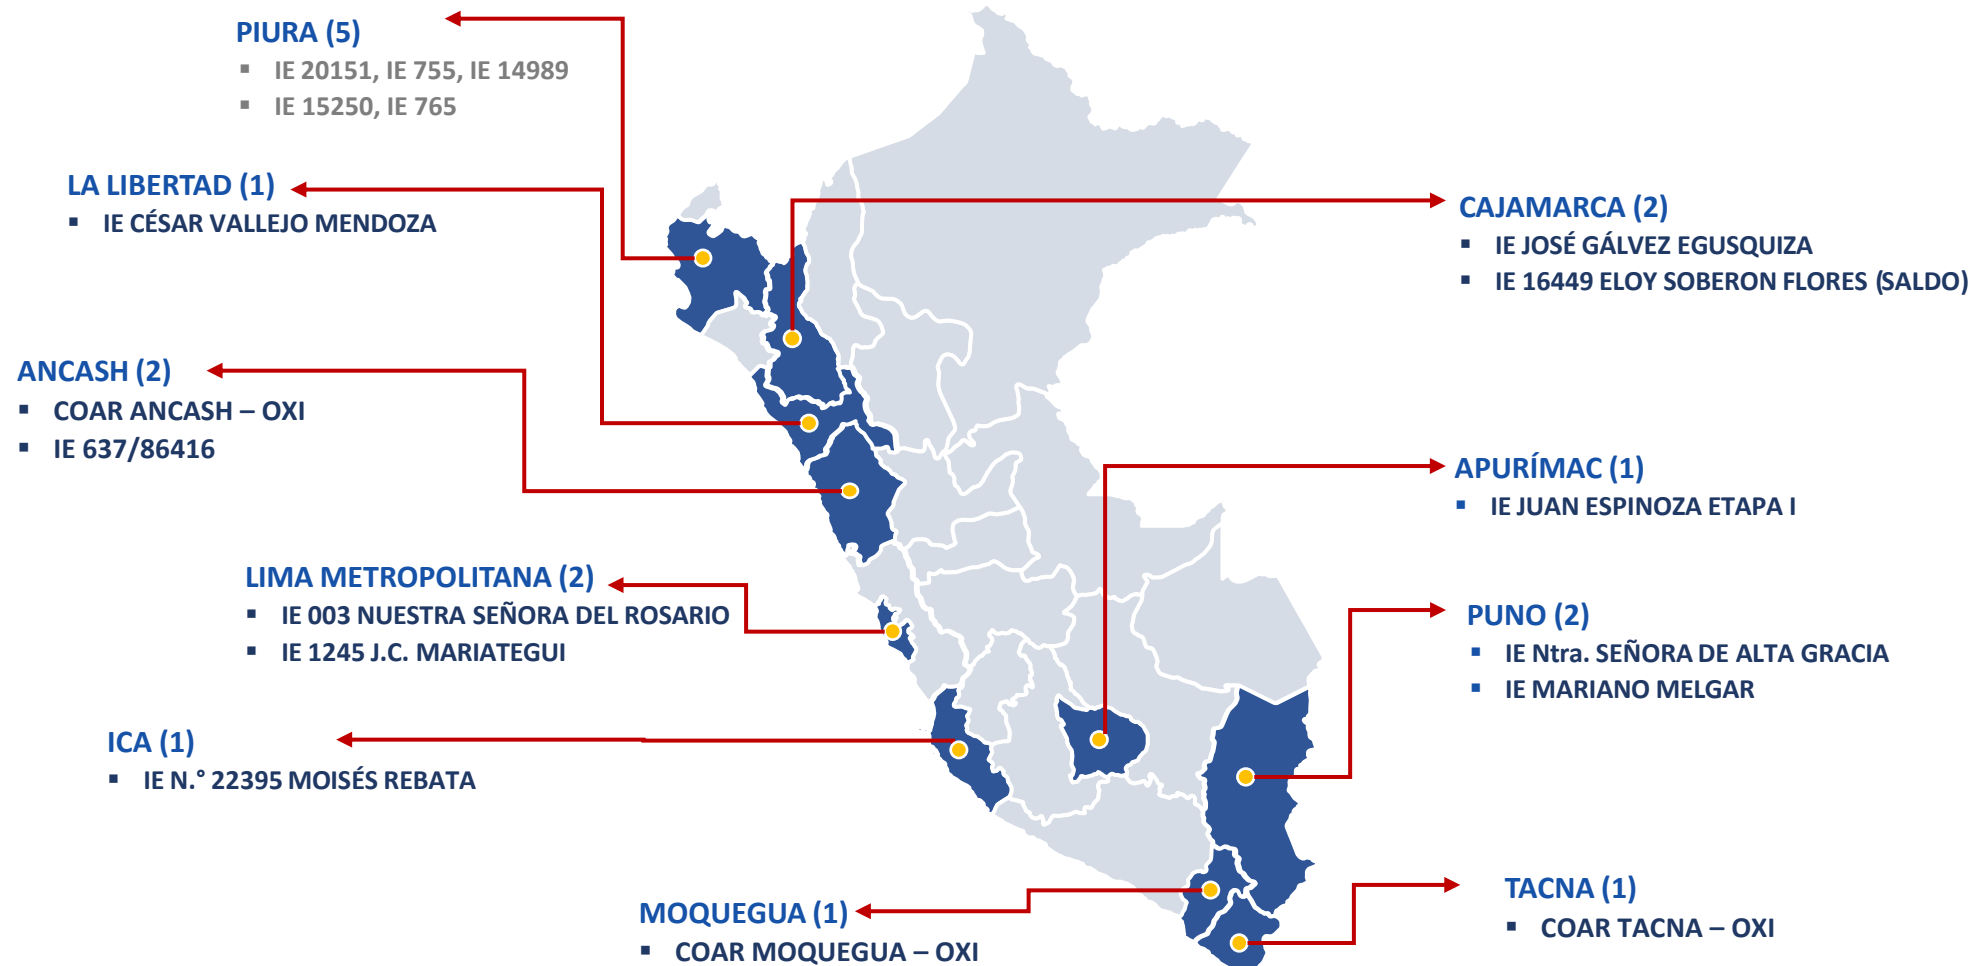 PIURA (5)
▪ IE 20151, IE 755, IE 14989
▪ IE 15250, IE 765
LA LIBERTAD (1)
▪ IE CÉSAR VALLEJO MENDOZA
ANCASH (2)
▪ COAR ANCASH – OXI
▪ IE 637/86416
LIMA METROPOLITANA (2)
▪ IE 003 NUESTRA SEÑORA DEL ROSARIO
▪ IE 1245 J.C. MARIATEGUI
ICA (1)
▪ IE N.° 22395 MOISÉS REBATA
MOQUEGUA (1)
▪ COAR MOQUEGUA – OXI
CAJAMARCA (2)
▪ IE JOSÉ GÁLVEZ EGUSQUIZA
▪ IE 16449 ELOY SOBERON FLORES (SALDO)
APURÍMAC (1)
▪ IE JUAN ESPINOZA ETAPA I
PUNO (2)
▪ IE Ntra. SEÑORA DE ALTA GRACIA
▪ IE MARIANO MELGAR
TACNA (1)
▪ COAR TACNA – OXI